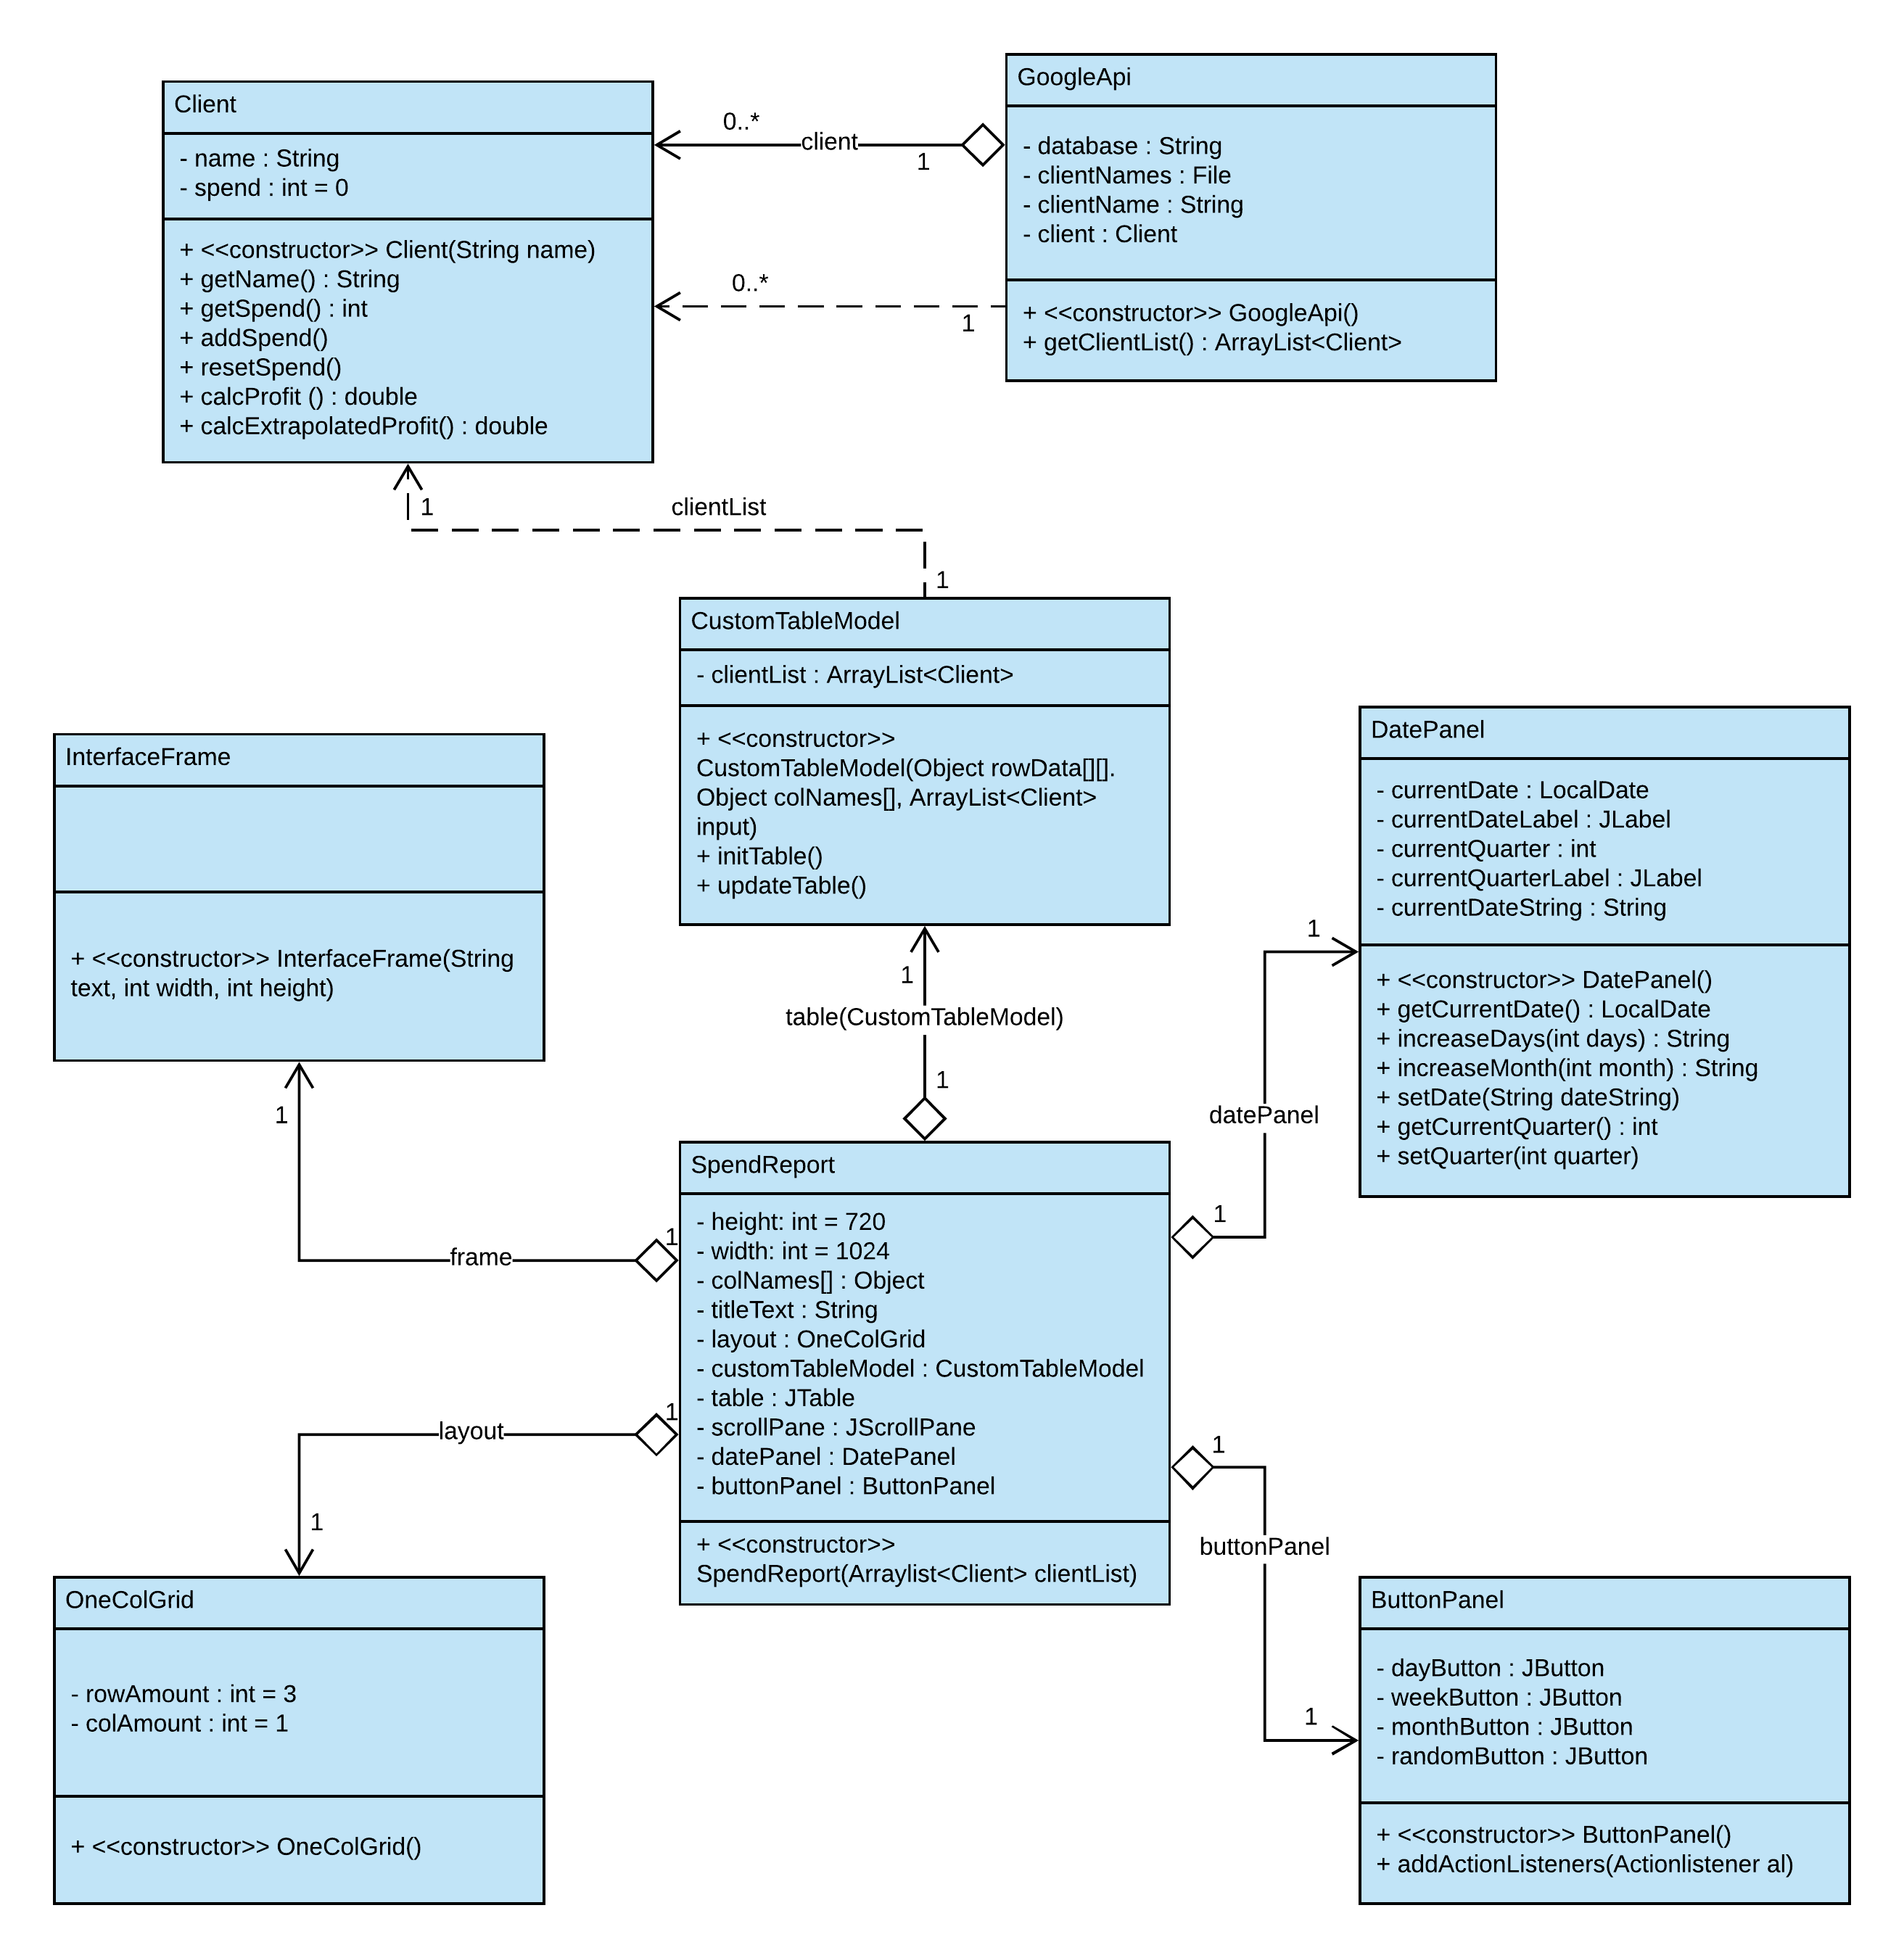 Client
- name : String
- spend : int = 0
+ <<constructor>> Client(String name)
+ getName() : String
+ getSpend() : int
+ addSpend()
+ resetSpend()
+ calcProfit () : double
+ calcExtrapolatedProfit() : double
0..*
client
1
0..*
1
GoogleApi
- database : String
- clientNames : File
- clientName : String
- client : Client
+ <<constructor>> GoogleApi()
+ getClientList() : ArrayList<Client>
1
clientList
1
CustomTableModel
- clientList : ArrayList<Client>
+ <<constructor>>
CustomTableModel(Object rowData[][].
Object colNames[], ArrayList<Client>
input)
+ initTable()
+ updateTable()
InterfaceFrame
+ <<constructor>> InterfaceFrame(String
text, int width, int height)
DatePanel
- currentDate : LocalDate
- currentDateLabel : JLabel
- currentQuarter : int
- currentQuarterLabel : JLabel
- currentDateString : String
+ <<constructor>> DatePanel()
+ getCurrentDate() : LocalDate
+ increaseDays(int days) : String
+ increaseMonth(int month) : String
+ setDate(String dateString)
+ getCurrentQuarter() : int
+ setQuarter(int quarter)
1
table(CustomTableModel)
1
1
datePanel
1
1
frame
1
SpendReport
- height: int = 720
- width: int = 1024
- colNames[] : Object
- titleText : String
- layout : OneColGrid
- customTableModel : CustomTableModel
- table : JTable
- scrollPane : JScrollPane
- datePanel : DatePanel
- buttonPanel : ButtonPanel
+ <<constructor>>
SpendReport(Arraylist<Client> clientList)
1
layout
1
1
buttonPanel
1
OneColGrid
- rowAmount : int = 3
- colAmount : int = 1
+ <<constructor>> OneColGrid()
ButtonPanel
- dayButton : JButton
- weekButton : JButton
- monthButton : JButton
- randomButton : JButton
+ <<constructor>> ButtonPanel()
+ addActionListeners(Actionlistener al)